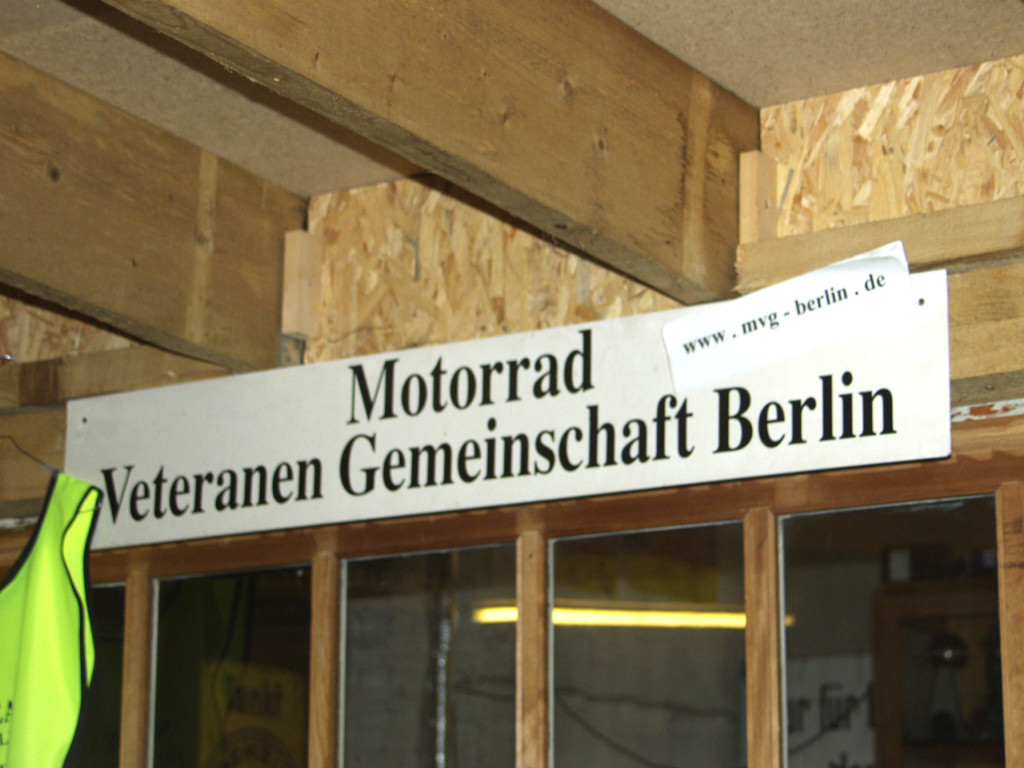 www . mvg - berlin . de
Motorrad
Veteranen Gemeinschaft Berlin